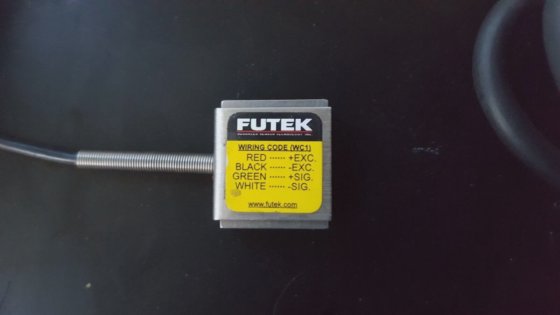 FUTEK
WIRING CODE (WC1)
RED ······ +EXC.
BLACK ······ -EXC.
GREEN ······ +SIG.
WHITE ······ -SIG.
www.futek.com